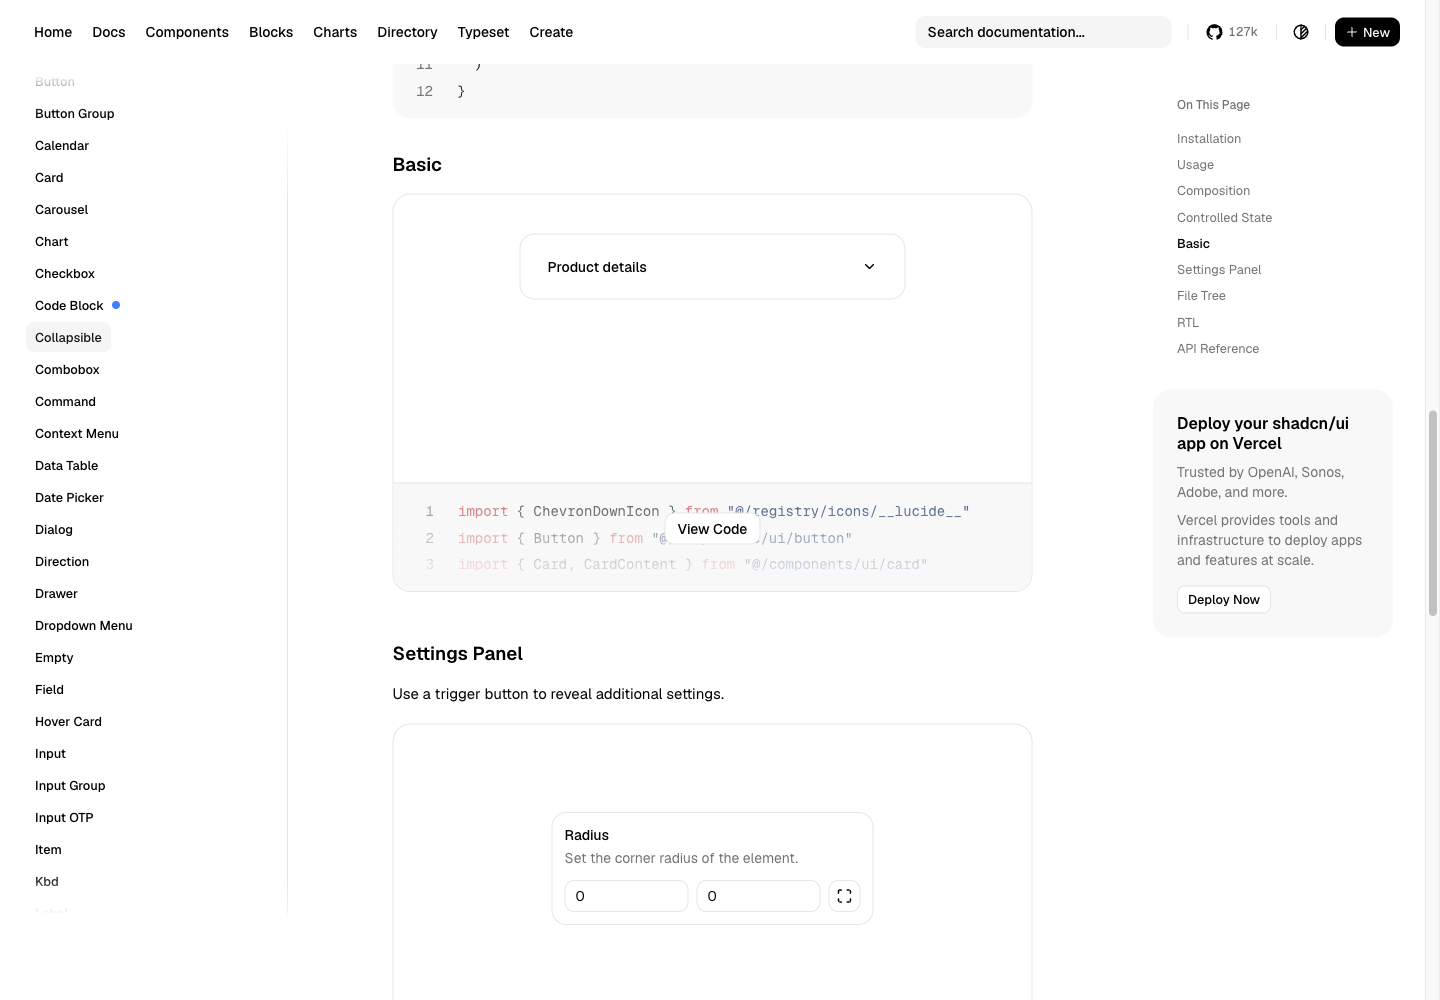 Home Docs Components Blocks Charts Directory Typeset Create
Search documentation...
127k
New
Button
Button Group
Calendar
Card
Carousel
Chart
Checkbox
Code Block
Collapsible
Combobox
Command
Context Menu
Data Table
Date Picker
Dialog
Direction
Drawer
Dropdown Menu
Empty
Field
Hover Card
Input
Input Group
Input OTP
Item
Kbd
Label
11 )
12 }
Basic
Product details
1 import { ChevronDownIcon } from "@/registry/icons/__lucide__"
2 import { Button } from "@ /ui/button"
3 import { Card, CardContent } from "@/components/ui/card"
View Code
Settings Panel
Use a trigger button to reveal additional settings.
Radius
Set the corner radius of the element.
0 0
On This Page
Installation
Usage
Composition
Controlled State
Basic
Settings Panel
File Tree
RTL
API Reference
Deploy your shadcn/ui
app on Vercel
Trusted by OpenAI, Sonos,
Adobe, and more.
Vercel provides tools and
infrastructure to deploy apps
and features at scale.
Deploy Now